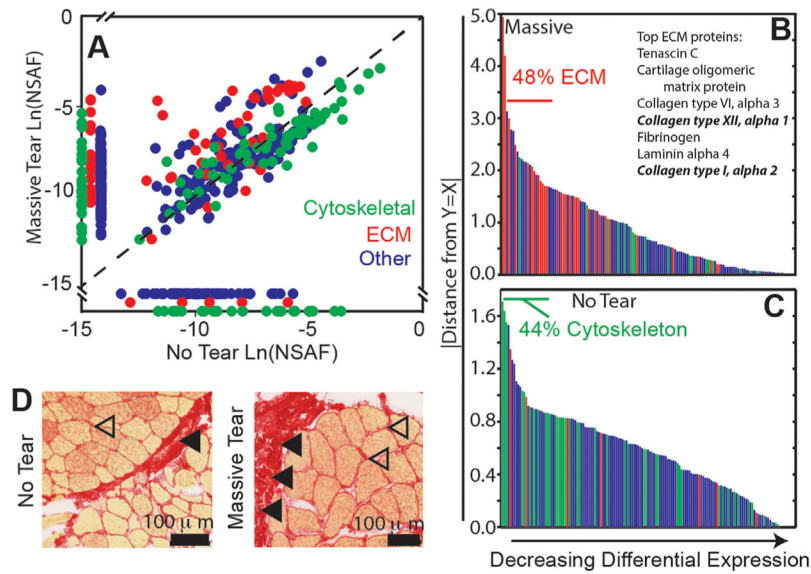 A
Massive Tear Ln(NSAF)
0
-5
-10
-15
Cytoskeletal
ECM
Other
-15
-10
-5
0
No Tear Ln(NSAF)
B
|Distance from Y=X|
5.0
4.0
3.0
2.0
1.0
0.0
Massive
48% ECM
Top ECM proteins:
Tenascin C
Cartilage oligomeric
matrix protein
Collagen type VI, alpha 3
Collagen type XII, alpha 1
Fibrinogen
Laminin alpha 4
Collagen type I, alpha 2
C
1.6
1.2
0.8
0.4
0.0
No Tear
44% Cytoskeleton
Decreasing Differential Expression
D
No Tear
100 μ m
Massive Tear
100 μ m